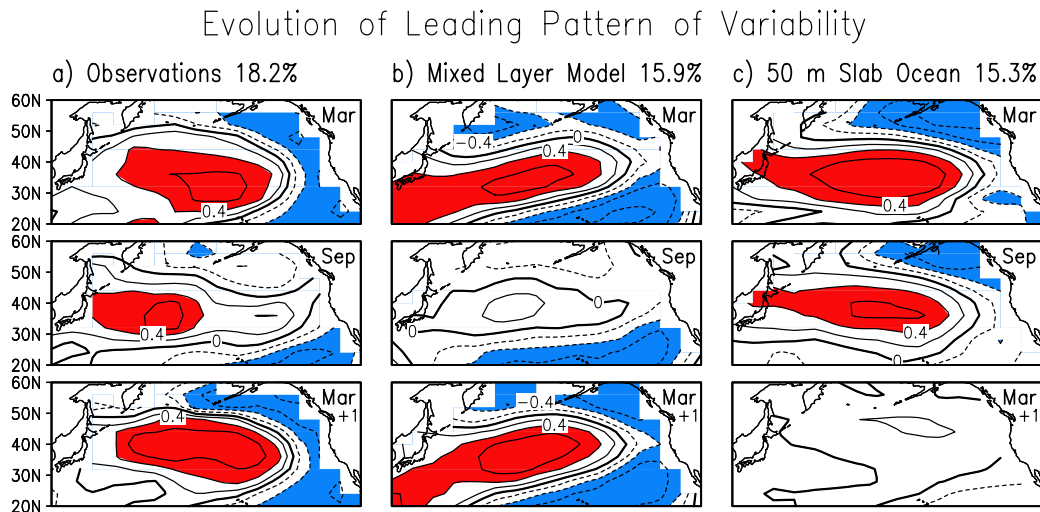 Evolution of Leading Pattern of Variability
a) Observations 18.2%
b) Mixed Layer Model 15.9%
c) 50 m Slab Ocean 15.3%
60N
50N
40N
30N
20N
Mar
0.4
Mar
-0.4
0
0.4
Mar
0.4
60N
50N
40N
30N
20N
Sep
0.4
0
Sep
0
0
Sep
0.4
0
60N
50N
40N
30N
20N
Mar
+1
0.4
Mar
+1
-0.4
0.4
Mar
+1